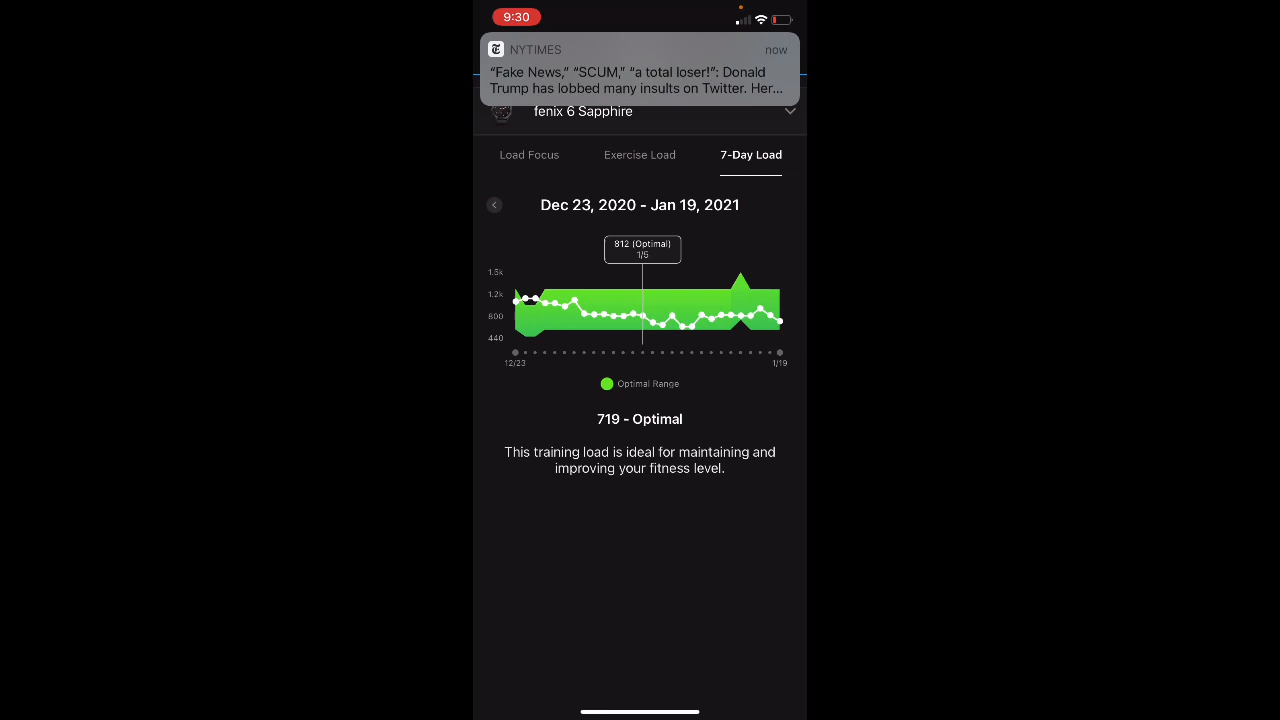 9:30
NYTIMES
now
“Fake News,” “SCUM,” “a total loser!”: Donald
Trump has lobbed many insults on Twitter. Her...
fenix 6 Sapphire
Load Focus
Exercise Load
7-Day Load
Dec 23, 2020 - Jan 19, 2021
812 (Optimal)
1/5
1.5k
1.2k
800
440
12/23
1/19
Optimal Range
719 - Optimal
This training load is ideal for maintaining and
improving your fitness level.